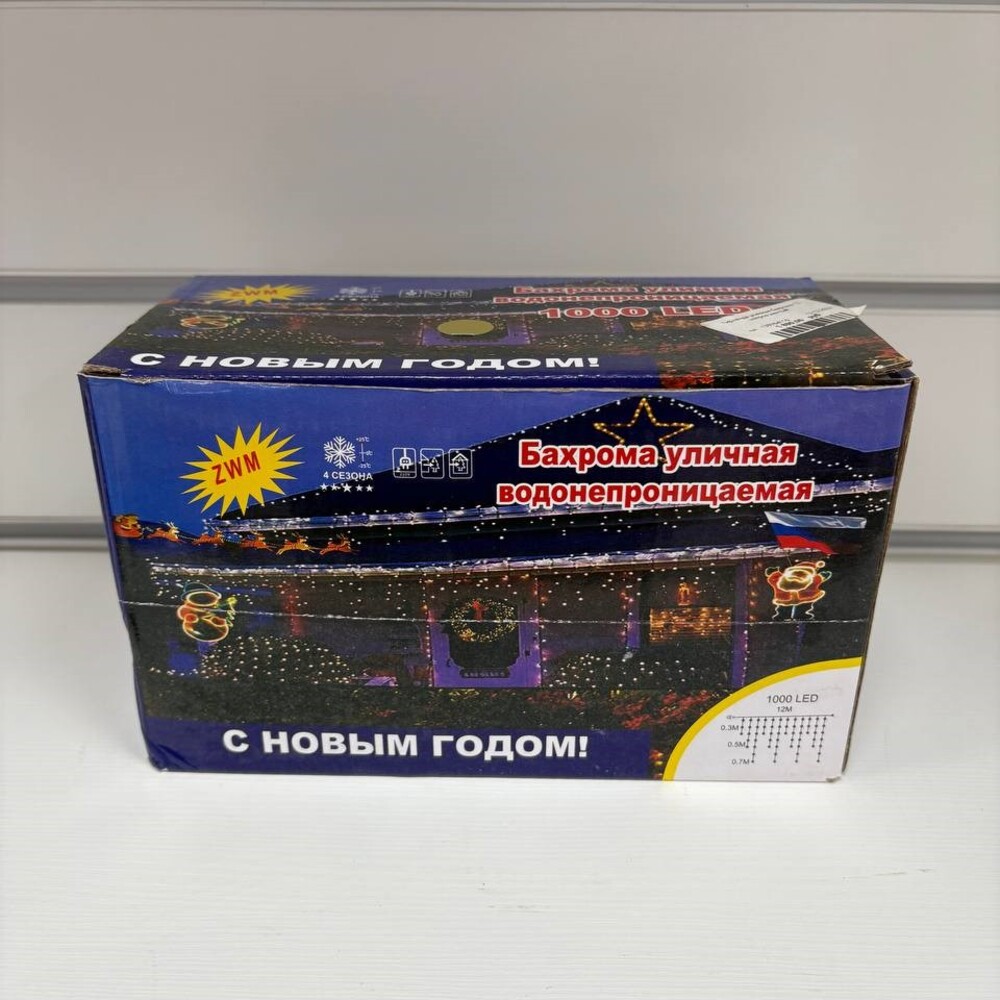 ZWM
Бахрома уличная
водонепроницаемая
1000 LED
С НОВЫМ ГОДОМ!
ZWM
4 СЕЗОНА
Бахрома уличная
водонепроницаемая
С НОВЫМ ГОДОМ!
1000 LED
12M
0.3M
0.5M
0.7M